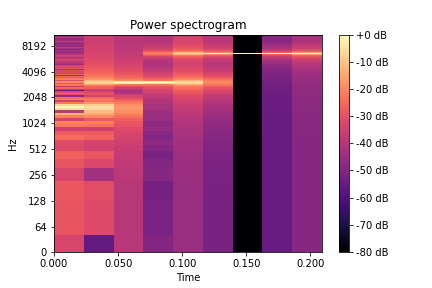 Power spectrogram
8192
4096
2048
1024
512
256
128
64
0
Hz
0.000 0.050 0.100 0.150 0.200
Time
+0 dB
-10 dB
-20 dB
-30 dB
-40 dB
-50 dB
-60 dB
-70 dB
-80 dB